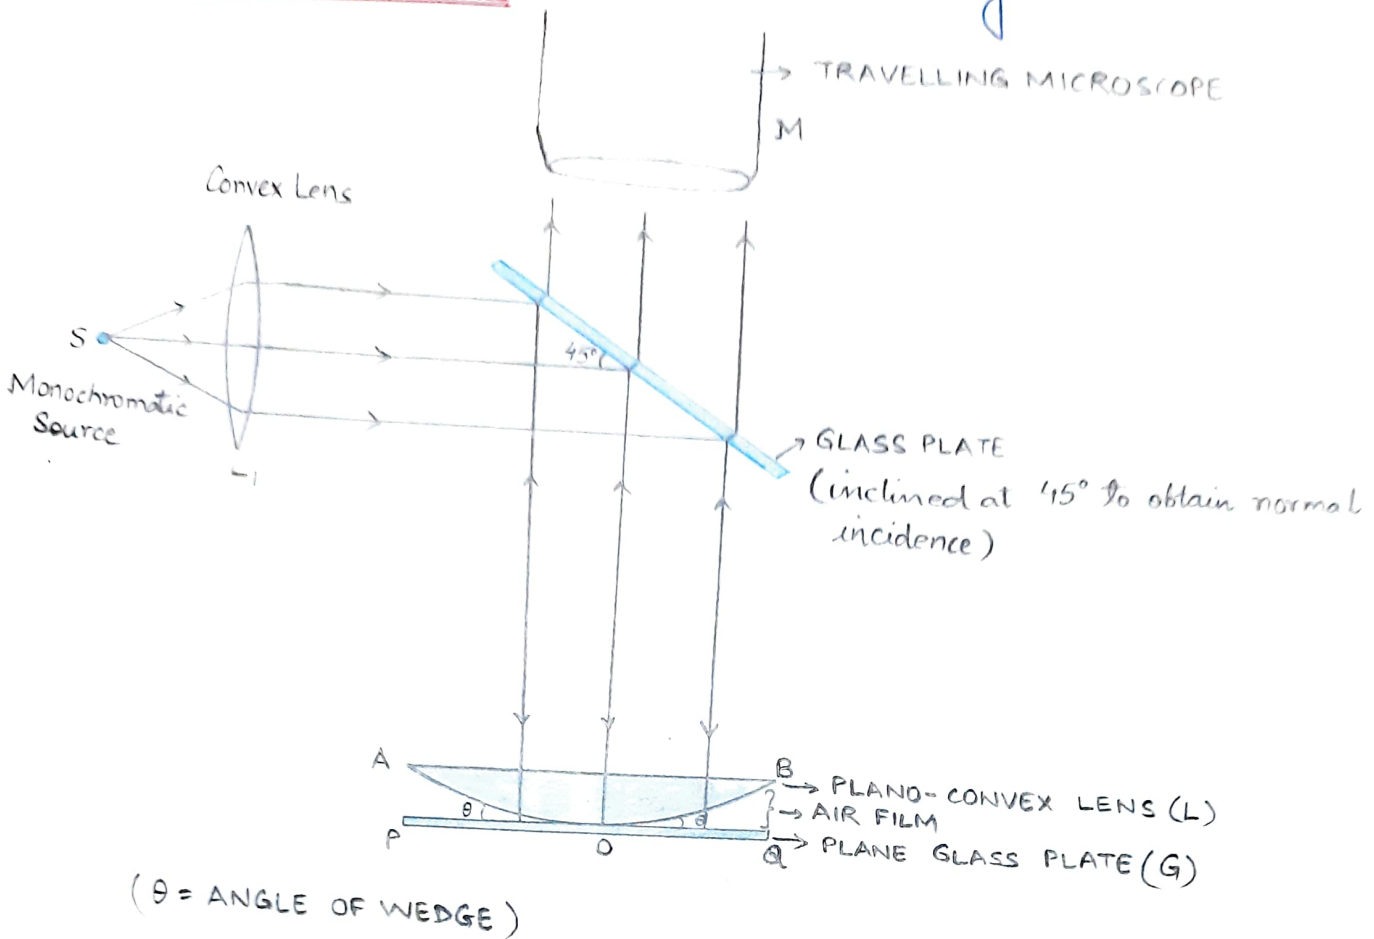 TRAVELLING MICROSCOPE
M
Convex Lens
S
Monochromatic
Source
45°
GLASS PLATE
(inclined at 45° to obtain normal
incidence)
A
B
PLANO-CONVEX LENS (L)
θ
θ
AIR FILM
P
O
Q
PLANE GLASS PLATE (G)
(θ = ANGLE OF WEDGE)